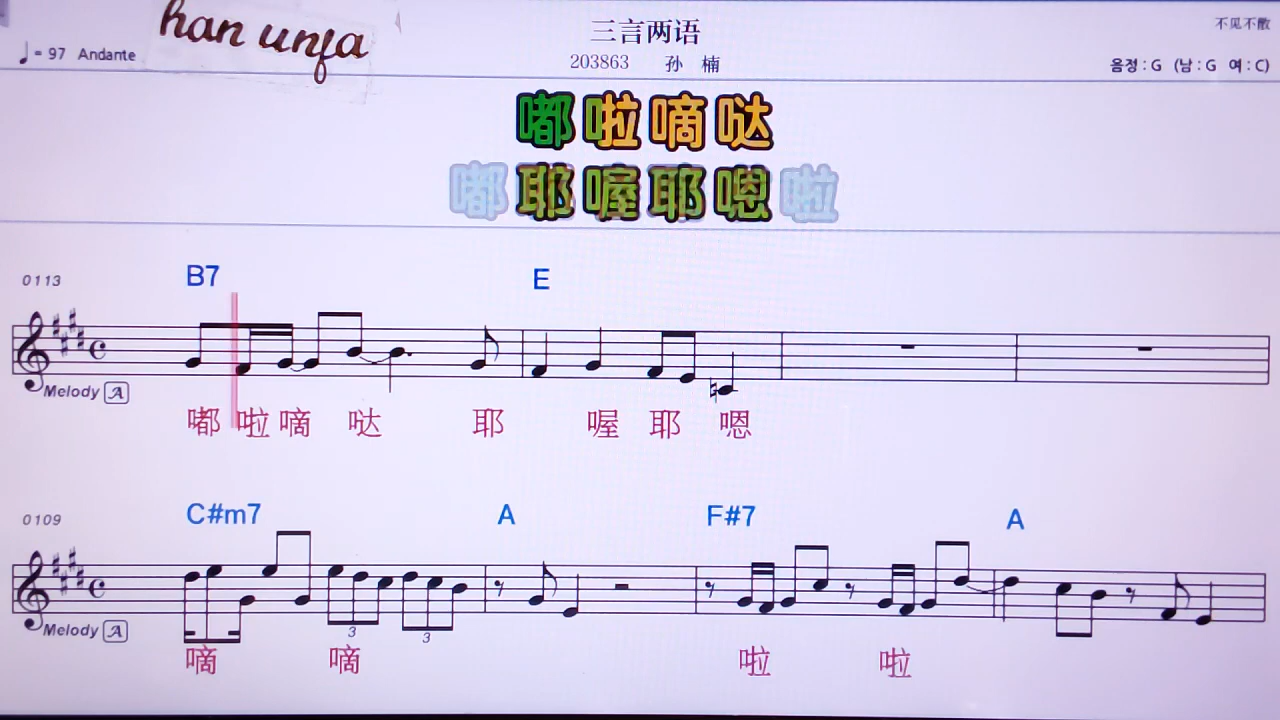 han unfa
三言两语
不见不散
♩= 97 Andante
203863 孙 楠
음정 : G (남 : G 여 : C)
嘟啦嘀哒
嘟耶喔耶嗯啦
0113 B7 E
Melody A
嘟 啦 嘀 哒 耶 喔 耶 嗯
0109 C#m7 A F#7 A
3 3
Melody A
嘀 嘀 啦 啦